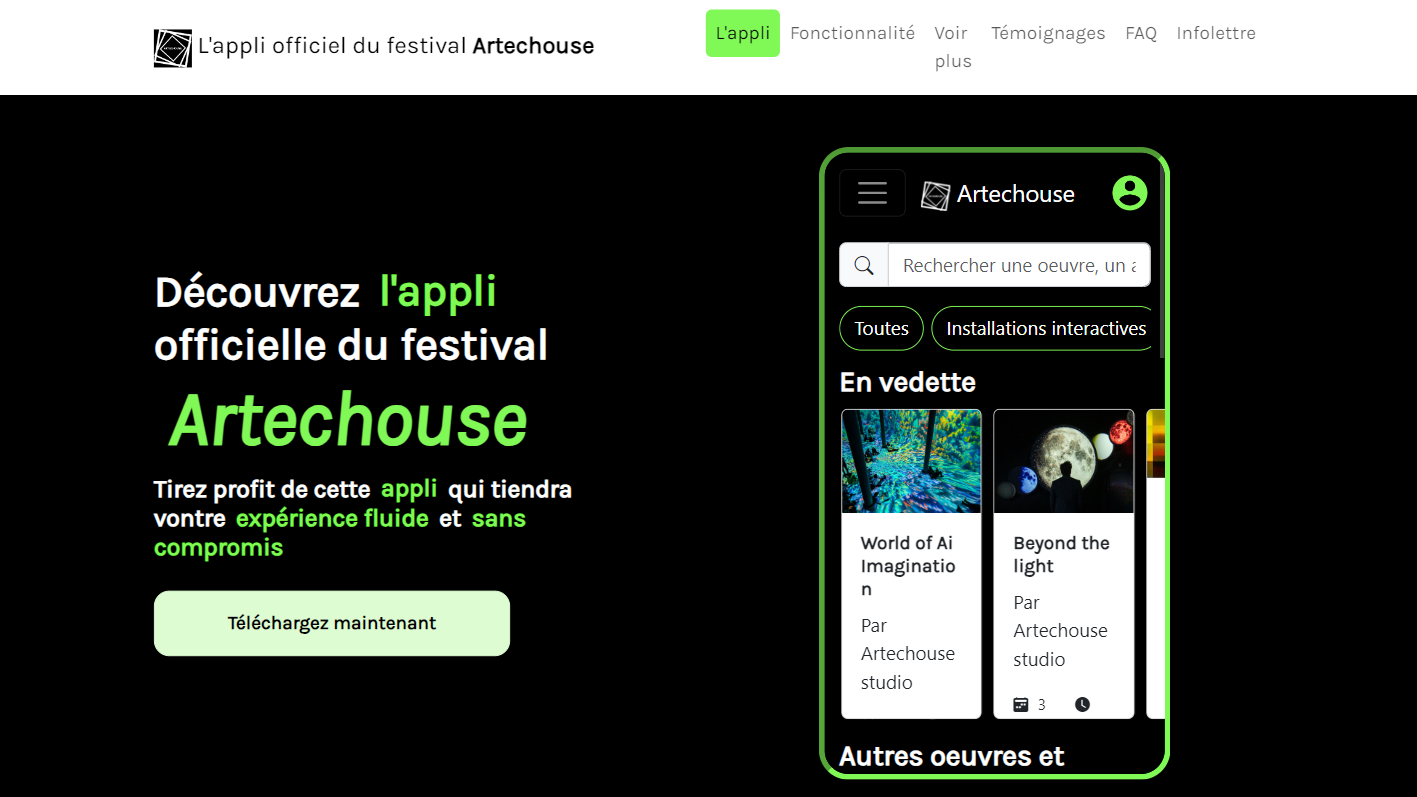 L'appli officiel du festival Artechouse
L'appli
Fonctionnalité
Voir
plus
Témoignages
FAQ
Infolettre
Découvrez l'appli
officielle du festival
Artechouse
Tirez profit de cette appli qui tiendra
vontre expérience fluide et sans
compromis
Téléchargez maintenant
Artechouse
Rechercher une oeuvre, un a
Toutes
Installations interactives
En vedette
World of Ai
Imaginatio
n
Par
Artechouse
studio
Beyond the
light
Par
Artechouse
studio
3
Autres oeuvres et